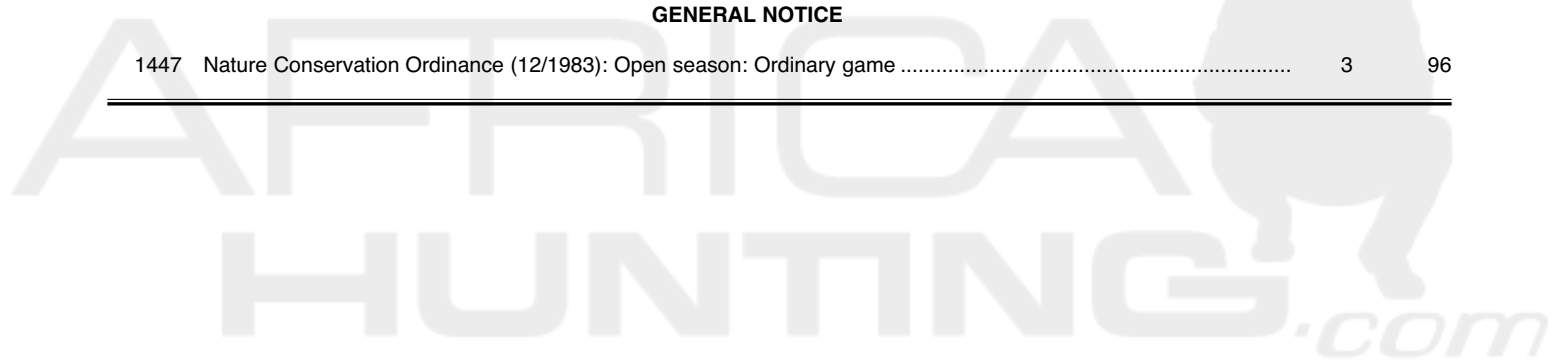 GENERAL NOTICE
1447 Nature Conservation Ordinance (12/1983): Open season: Ordinary game ................................................................... 3 96
AFRICA
HUNTING.com